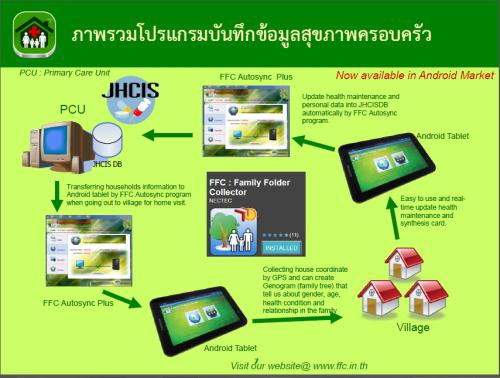 ภาพรวมโปรแกรมบันทึกข้อมูลสุขภาพครอบครัว
PCU : Primary Care Unit
Now available in Android Market
JHCIS
PCU
JHCIS DB
FFC Autosync Plus
Update health maintenance and
personal data into JHCISDB
automatically by FFC Autosync
program.
Android Tablet
Transferring households information to
Android tablet by FFC Autosync program
when going out to village for home visit.
FFC : Family Folder
Collector
NECTEC
(11)
INSTALLED
Easy to use and real-
time update health
maintenance and
synthesis card.
FFC Autosync Plus
Collecting house coordinate
by GPS and can create
Genogram (family tree) that
tell us about gender, age,
health condition and
relationship in the family
Village
Android Tablet
7
Visit our website@ www.ffc.in.th